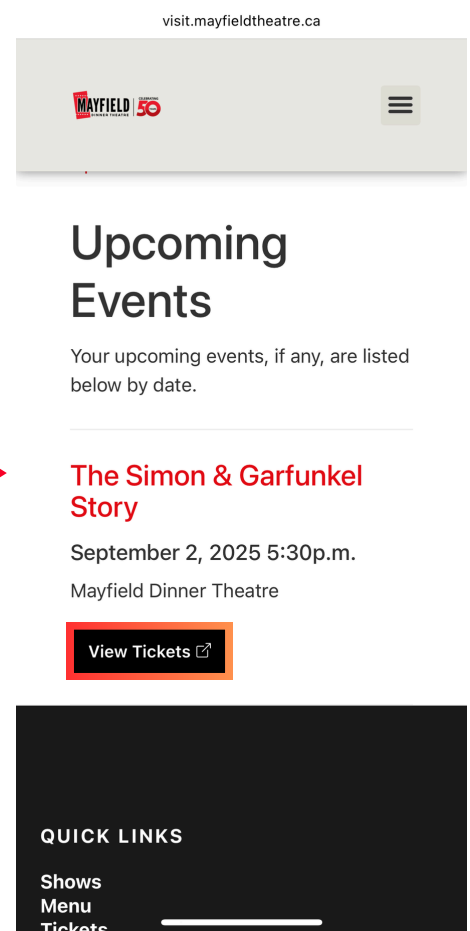 visit.mayfieldtheatre.ca
MAYFIELD
DINNER THEATRE
CELEBRATING
50
Upcoming
Events
Your upcoming events, if any, are listed
below by date.
The Simon & Garfunkel
Story
September 2, 2025 5:30p.m.
Mayfield Dinner Theatre
View Tickets
QUICK LINKS
Shows
Menu
Tickets